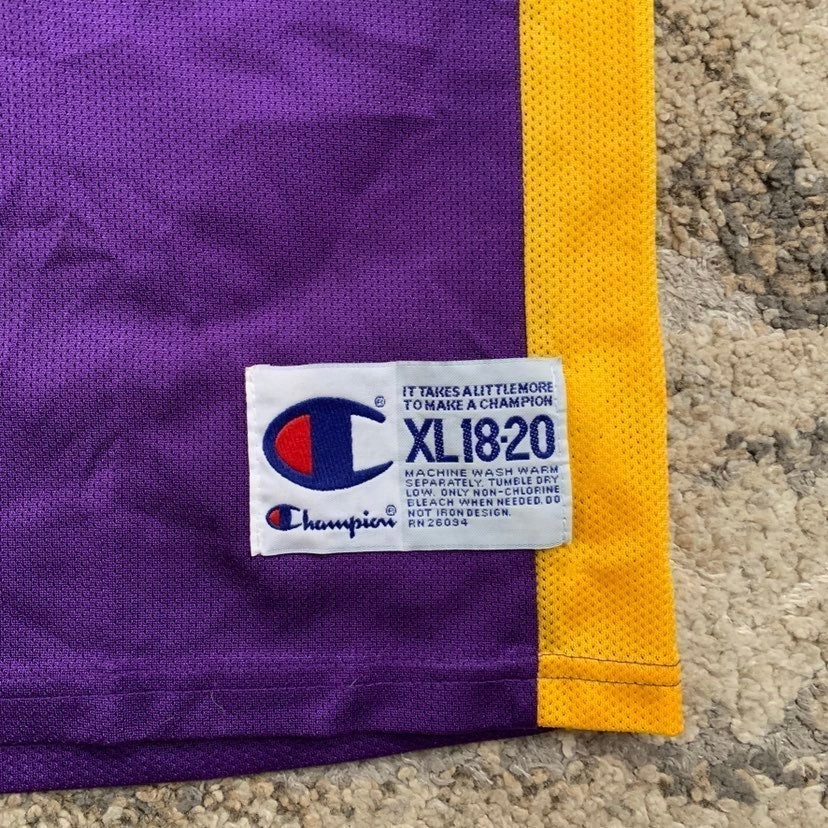 ®
IT TAKES A LITTLE MORE
TO MAKE A CHAMPION
XL 18-20
MACHINE WASH WARM
SEPARATELY. TUMBLE DRY
LOW. ONLY NON-CHLORINE
BLEACH WHEN NEEDED. DO
NOT IRON DESIGN.
RN 26094
Champion®